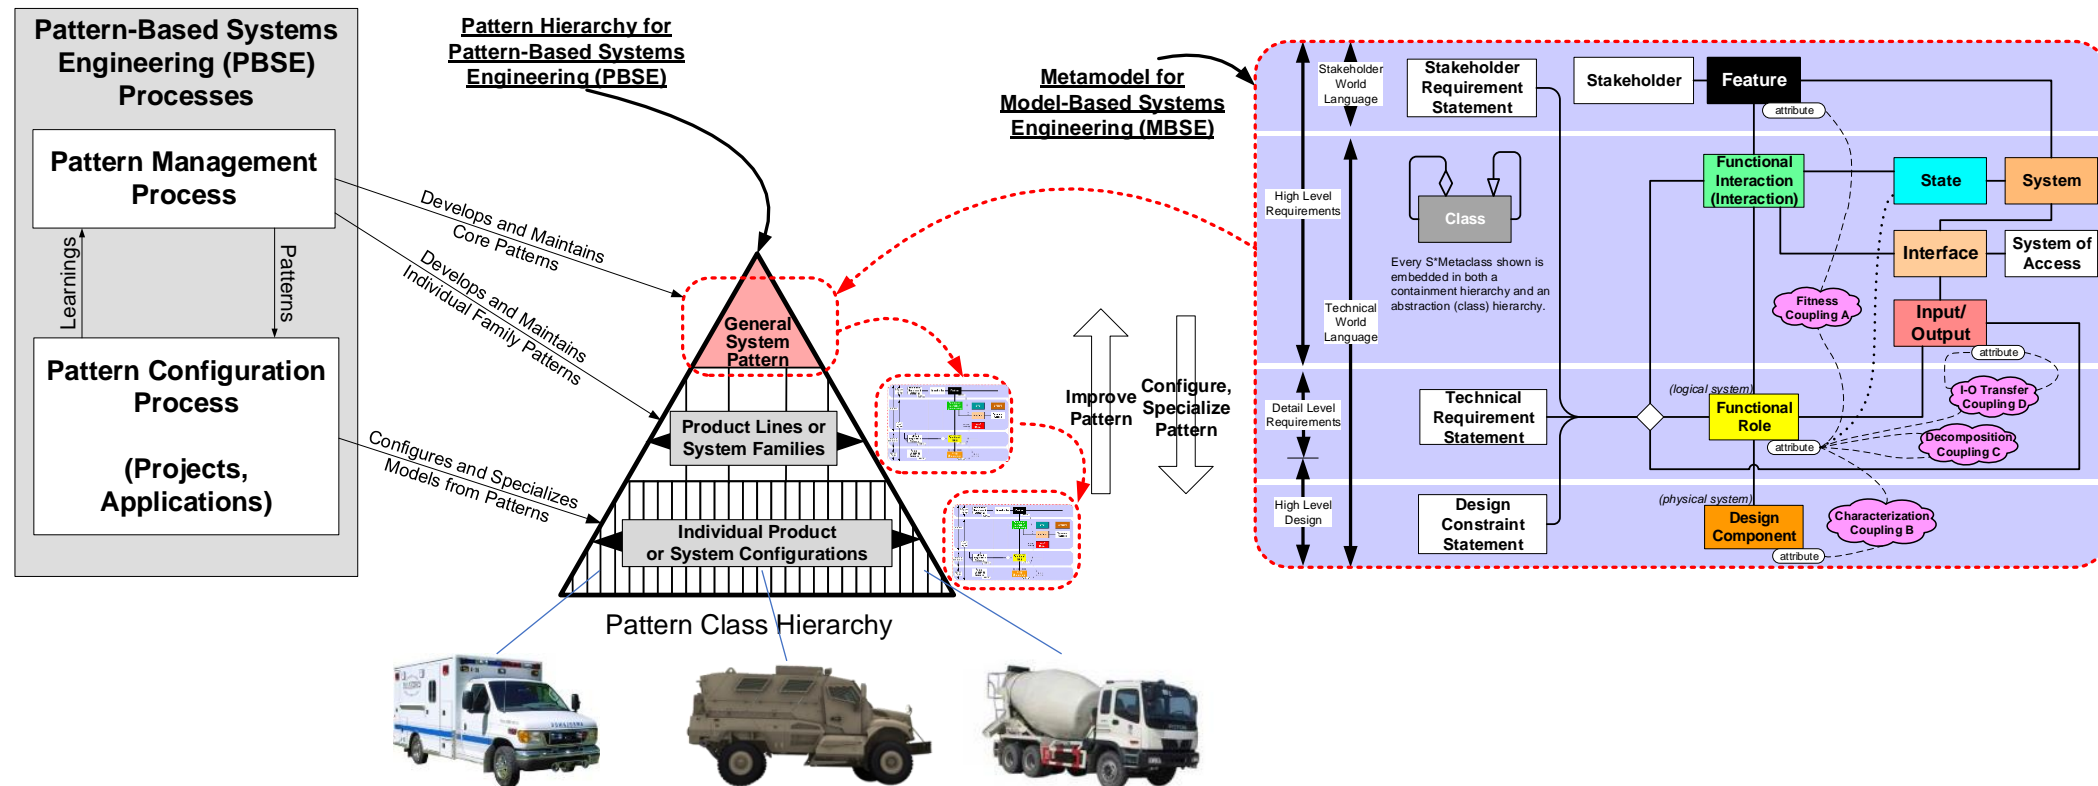 Pattern-Based Systems
Engineering (PBSE)
Processes
Pattern Management
Process
Learnings
Patterns
Pattern Configuration
Process
(Projects,
Applications)
Pattern Hierarchy for
Pattern-Based Systems
Engineering (PBSE)
Develops and Maintains
Core Patterns
Develops and Maintains
Individual Family Patterns
Configures and Specializes
Models from Patterns
General
System
Pattern
Product Lines or
System Families
Individual Product
or System Configurations
Pattern Class Hierarchy
Improve
Pattern
Configure,
Specialize
Pattern
Metamodel for
Model-Based Systems
Engineering (MBSE)
Stakeholder
World
Language
High Level
Requirements
Technical
World
Language
Detail Level
Requirements
High Level
Design
Stakeholder
Requirement
Statement
Stakeholder
Feature
attribute
Class
Every S*Metaclass shown is
embedded in both a
containment hierarchy and an
abstraction (class) hierarchy.
Functional
Interaction
(Interaction)
State
System
Interface
System of
Access
Fitness
Coupling A
Input/
Output
attribute
I-O Transfer
Coupling D
Technical
Requirement
Statement
(logical system)
Functional
Role
attribute
Decomposition
Coupling C
Design
Constraint
Statement
(physical system)
Design
Component
attribute
Characterization
Coupling B